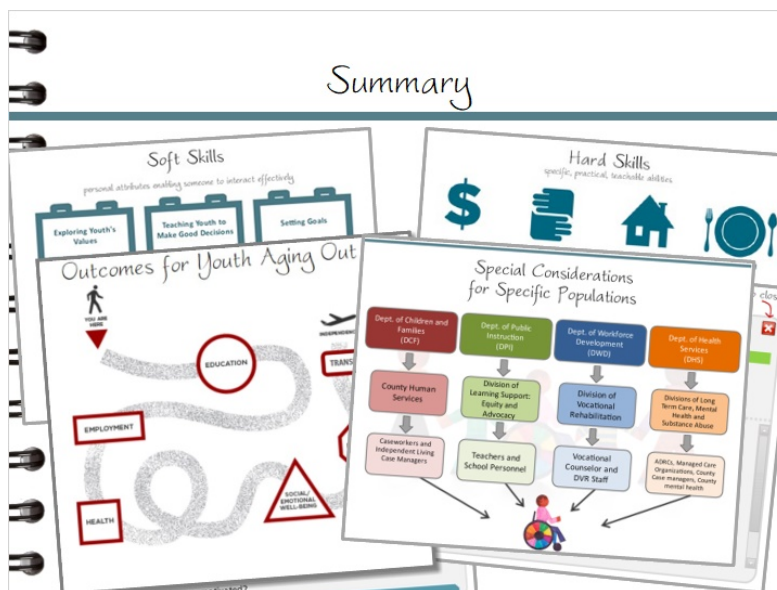 Summary
Soft Skills
personal attributes enabling someone to interact effectively
Exploring Youth's
Values
Teaching Youth to
Make Good Decisions
Setting Goals
Hard Skills
specific, practical, teachable abilities
$
Outcomes for Youth Aging Out
YOU ARE
HERE
EDUCATION
INDEPENDENC
TRANS
EMPLOYMENT
HEALTH
SOCIAL/
EMOTIONAL
WELL-BEING
Special Considerations
for Specific Populations
Dept. of Children and
Families
(DCF)
Dept. of Public
Instruction
(DPI)
Dept. of Workforce
Development
(DWD)
Dept. of Health
Services
(DHS)
County Human
Services
Division of
Learning Support:
Equity and
Advocacy
Division of
Vocational
Rehabilitation
Divisions of Long
Term Care, Mental
Health and
Substance Abuse
Caseworkers and
Independent Living
Case Managers
Teachers and
School Personnel
Vocational
Counselor and
DVR Staff
ADRCs, Managed Care
Organizations, County
Case managers, County
mental health